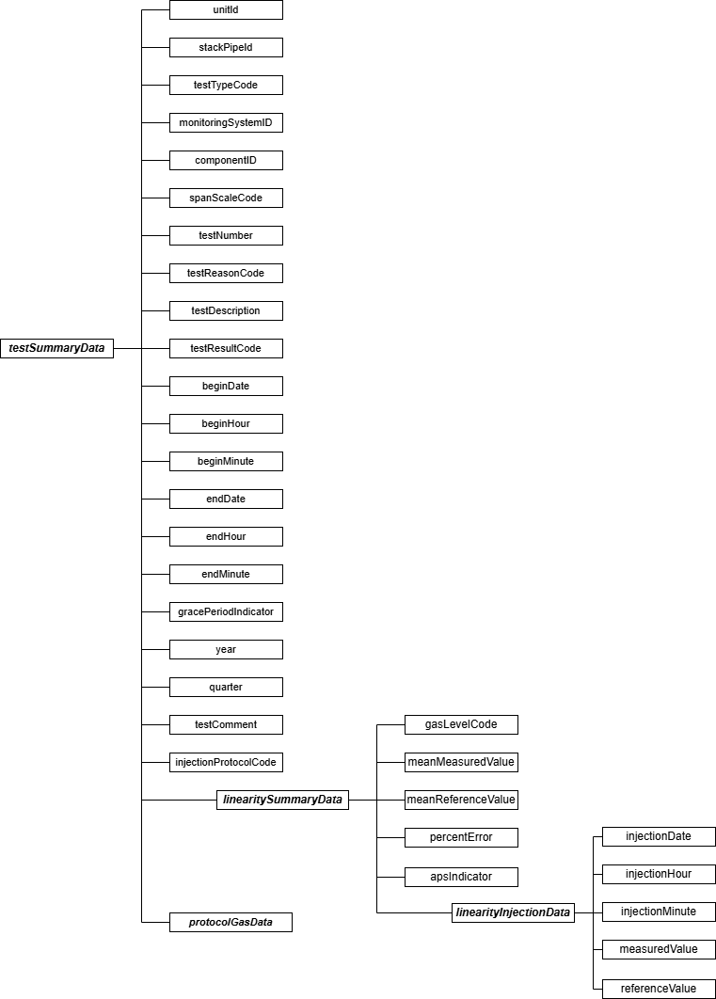 unitId
stackPipeId
testTypeCode
monitoringSystemID
componentID
spanScaleCode
testNumber
testReasonCode
testDescription
testSummaryData
testResultCode
beginDate
beginHour
beginMinute
endDate
endHour
endMinute
gracePeriodIndicator
year
quarter
testComment
injectionProtocolCode
linearitySummaryData
gasLevelCode
meanMeasuredValue
meanReferenceValue
percentError
apsIndicator
linearityInjectionData
injectionDate
injectionHour
injectionMinute
measuredValue
referenceValue
protocolGasData